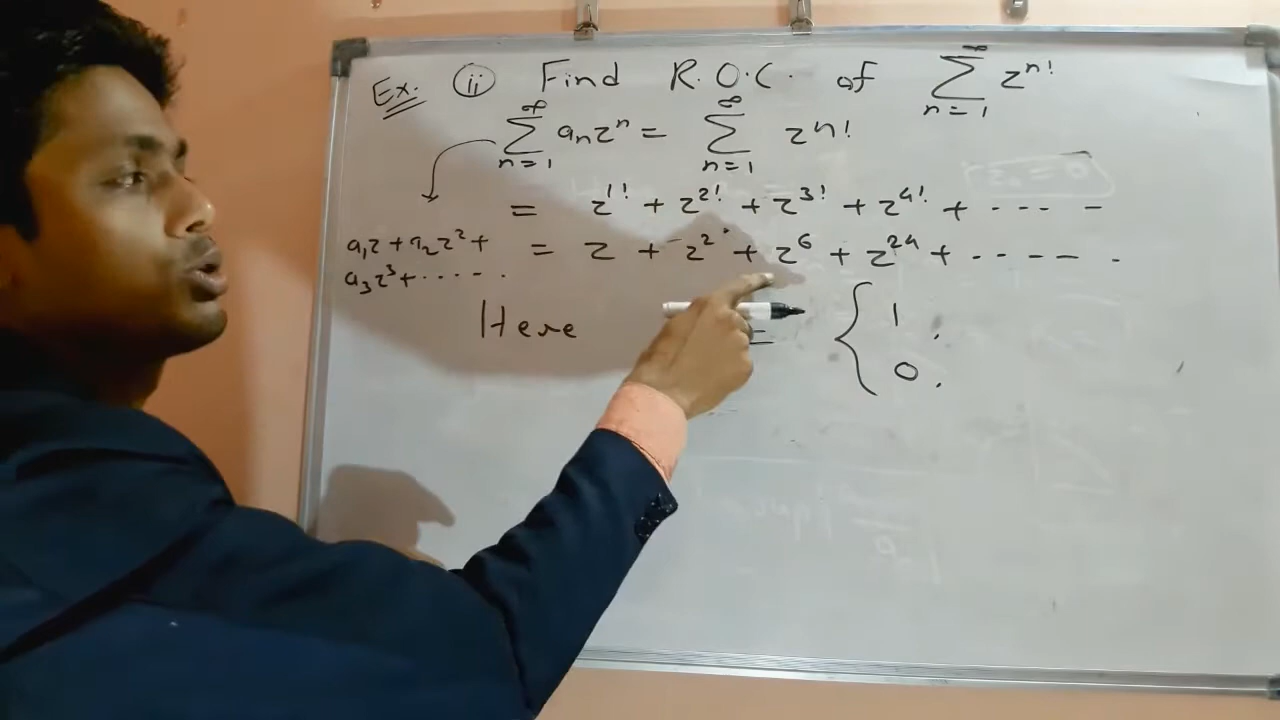 Ex. (ii) Find R.O.C. of ∞∑n=1 z^n!
∞∑n=1 a_n z^n = ∞∑n=1 z^n!
= z^1! + z^2! + z^3! + z^4! + - - - -
a_1 z + a_2 z^2 + = z + z^2 + z^6 + z^24 + - - - - .
a_3 z^3 + - - - - .
Here = { 1 ;
0 .